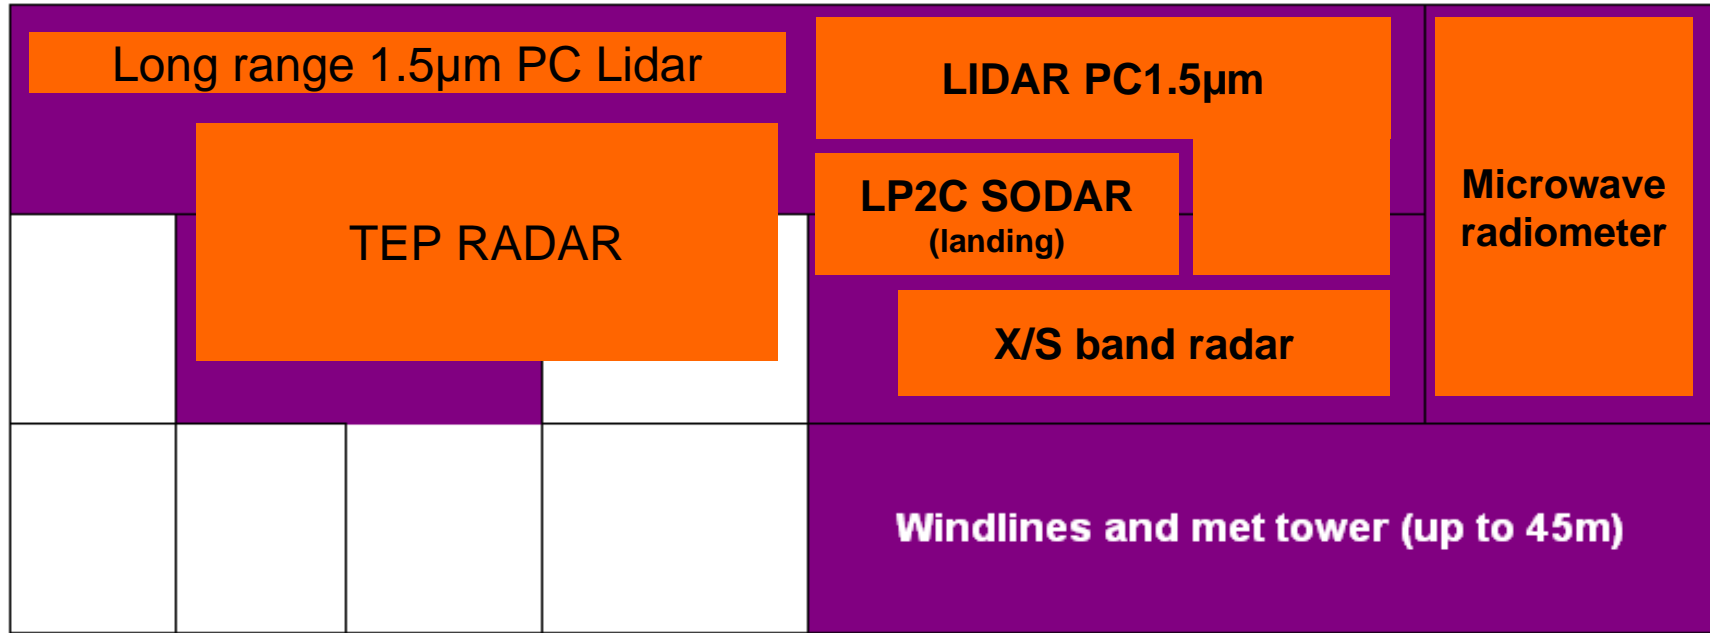 Long range 1.5µm PC Lidar
LIDAR PC1.5µm
TEP RADAR
LP2C SODAR
(landing)
Microwave
radiometer
X/S band radar
Windlines and met tower (up to 45m)